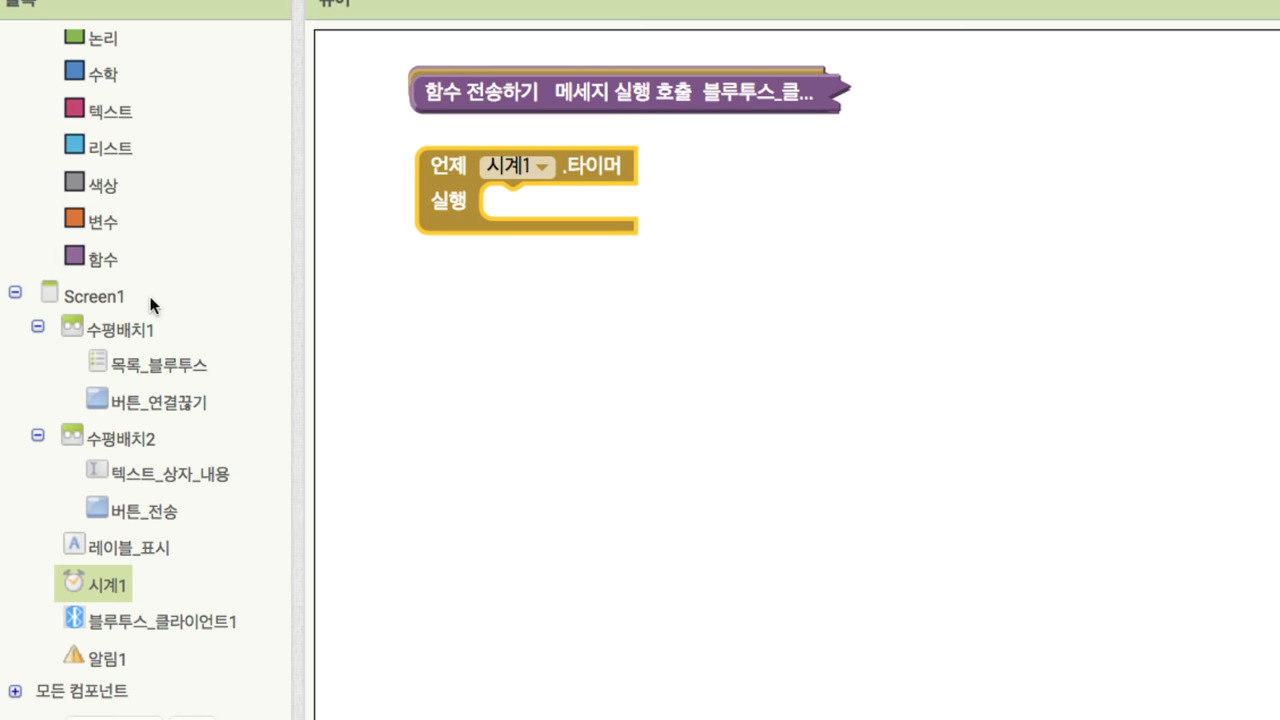 뷰어
논리
수학
텍스트
리스트
색상
변수
함수
Screen1
수평배치1
목록_블루투스
버튼_연결끊기
수평배치2
텍스트_상자_내용
버튼_전송
레이블_표시
시계1
블루투스_클라이언트1
알림1
모든 컴포넌트
함수 전송하기 메세지 실행 호출 블루투스_클...
언제 시계1 .타이머
실행